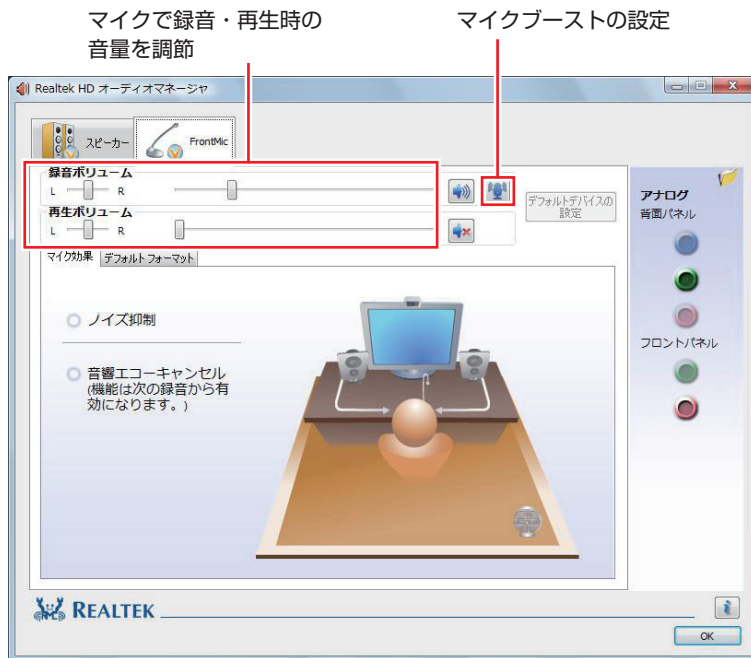 マイクで録音・再生時の
音量を調節
マイクブーストの設定
Realtek HD オーディオマネージャ
スピーカー
FrontMic
録音ボリューム
L R
再生ボリューム
L R
デフォルトデバイスの
設定
マイク効果 デフォルトフォーマット
ノイズ抑制
音響エコーキャンセル
(機能は次の録音から有
効になります。)
アナログ
背面パネル
フロントパネル
REALTEK
i
OK